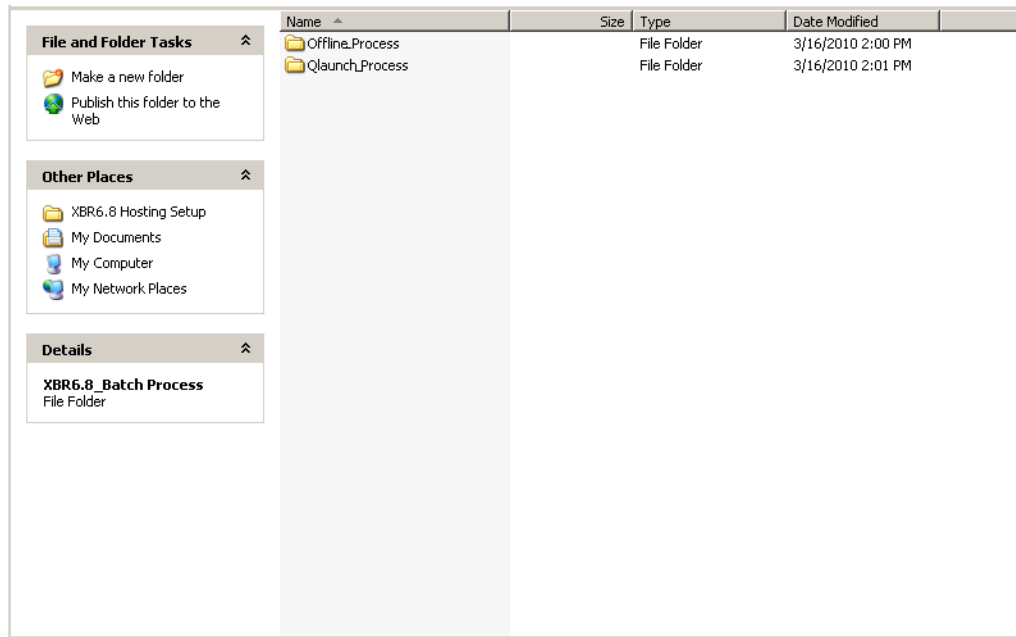 File and Folder Tasks
Make a new folder
Publish this folder to the
Web
Other Places
XBR6.8 Hosting Setup
My Documents
My Computer
My Network Places
Details
XBR6.8_Batch Process
File Folder
Name Size Type Date Modified
Offline_Process File Folder 3/16/2010 2:00 PM
Qlaunch_Process File Folder 3/16/2010 2:01 PM